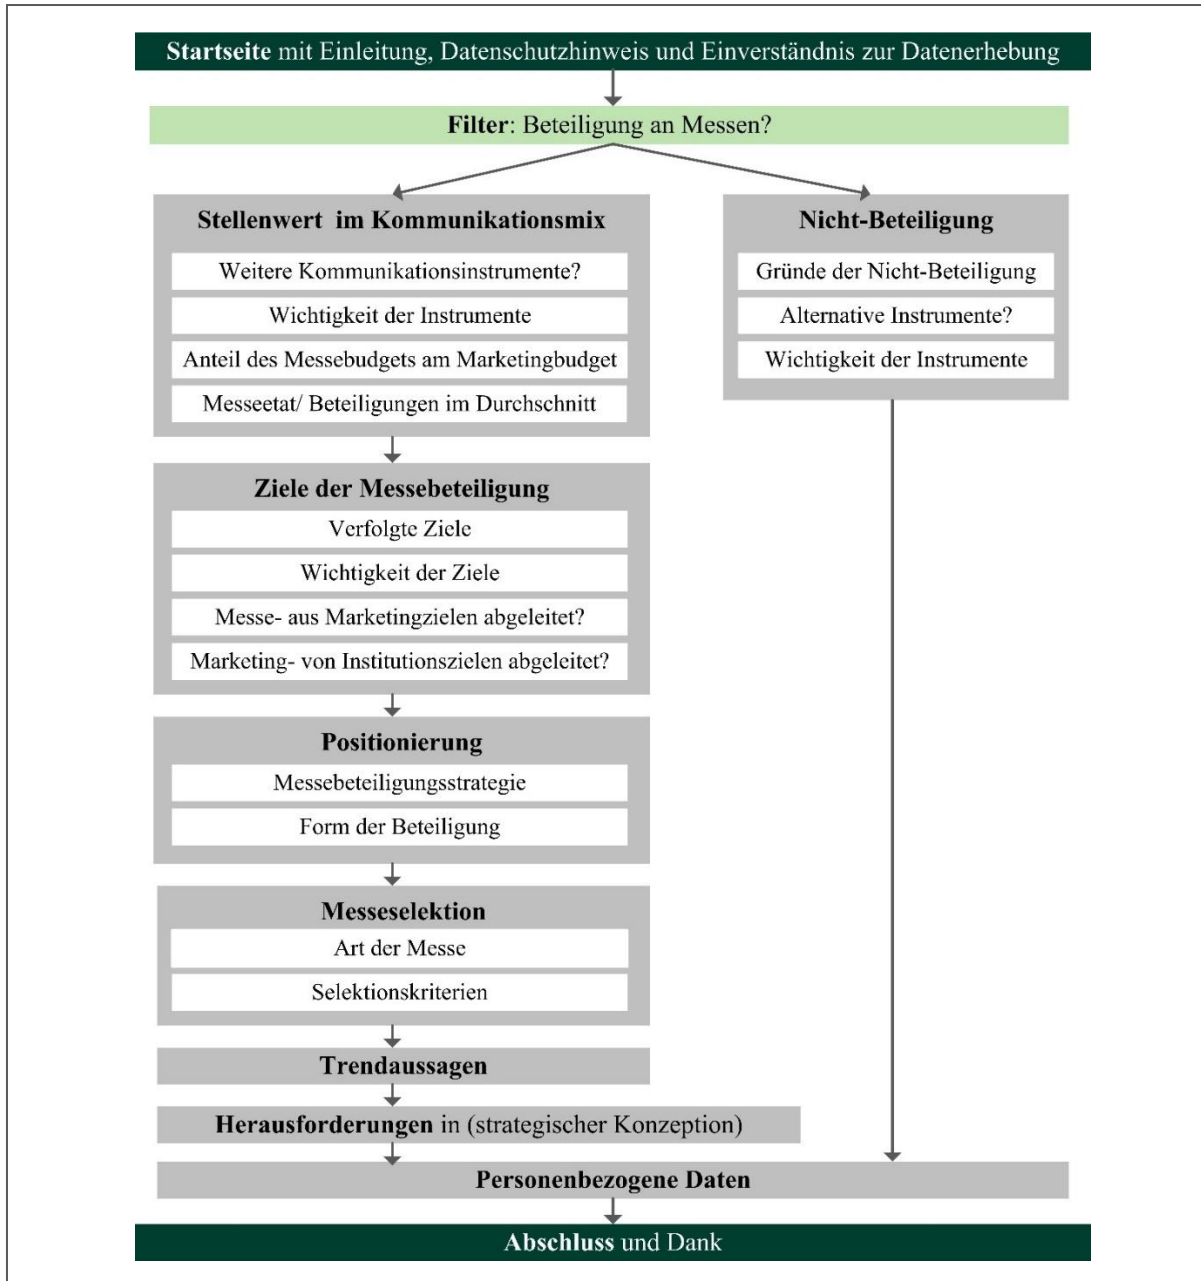 Startseite mit Einleitung, Datenschutzhinweis und Einverständnis zur Datenerhebung
Filter: Beteiligung an Messen?
Stellenwert im Kommunikationsmix
Weitere Kommunikationsinstrumente?
Wichtigkeit der Instrumente
Anteil des Messebudgets am Marketingbudget
Messeetat/ Beteiligungen im Durchschnitt
Nicht-Beteiligung
Gründe der Nicht-Beteiligung
Alternative Instrumente?
Wichtigkeit der Instrumente
Ziele der Messebeteiligung
Verfolgte Ziele
Wichtigkeit der Ziele
Messe- aus Marketingzielen abgeleitet?
Marketing- von Institutionszielen abgeleitet?
Positionierung
Messebeteiligungsstrategie
Form der Beteiligung
Messeselektion
Art der Messe
Selektionskriterien
Trendaussagen
Herausforderungen in (strategischer Konzeption)
Personenbezogene Daten
Abschluss und Dank